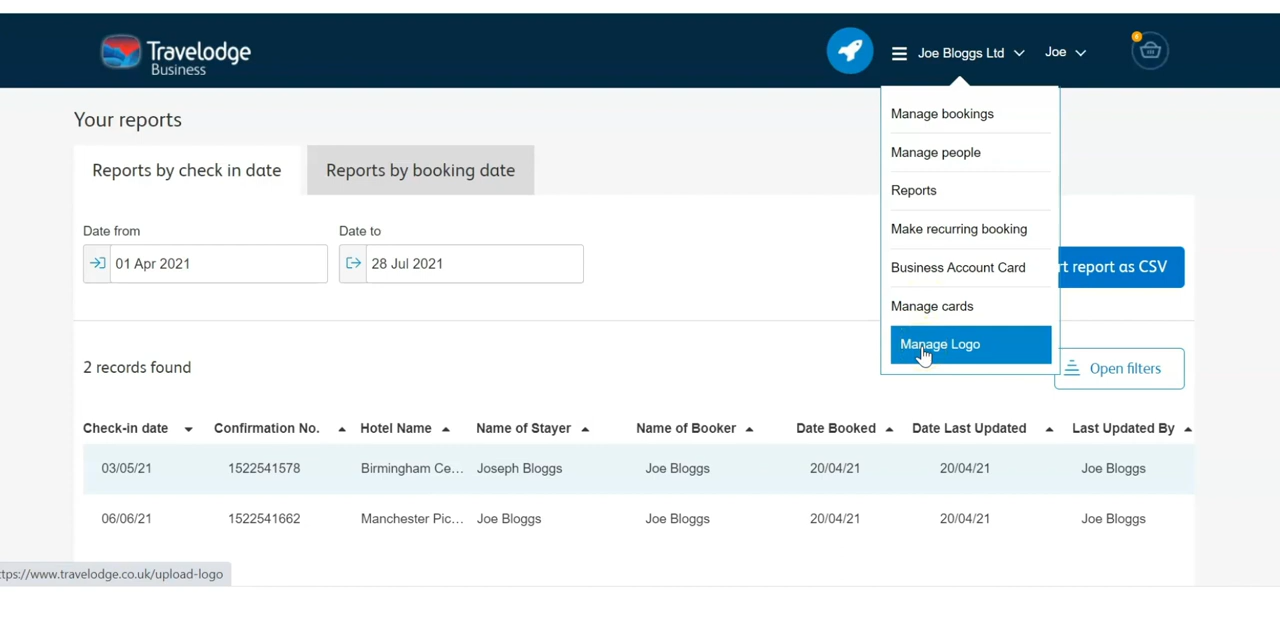 Travelodge
Business
Joe Bloggs Ltd
Joe
0
Manage bookings
Manage people
Reports
Make recurring booking
Business Account Card
Manage cards
Manage Logo
Your reports
Reports by check in date
Reports by booking date
Date from
Date to
01 Apr 2021
28 Jul 2021
rt report as CSV
2 records found
Open filters
Check-in date Confirmation No. Hotel Name Name of Stayer Name of Booker Date Booked Date Last Updated Last Updated By
03/05/21 1522541578 Birmingham Ce... Joseph Bloggs Joe Bloggs 20/04/21 20/04/21 Joe Bloggs
06/06/21 1522541662 Manchester Pic... Joe Bloggs Joe Bloggs 20/04/21 20/04/21 Joe Bloggs
ttps://www.travelodge.co.uk/upload-logo